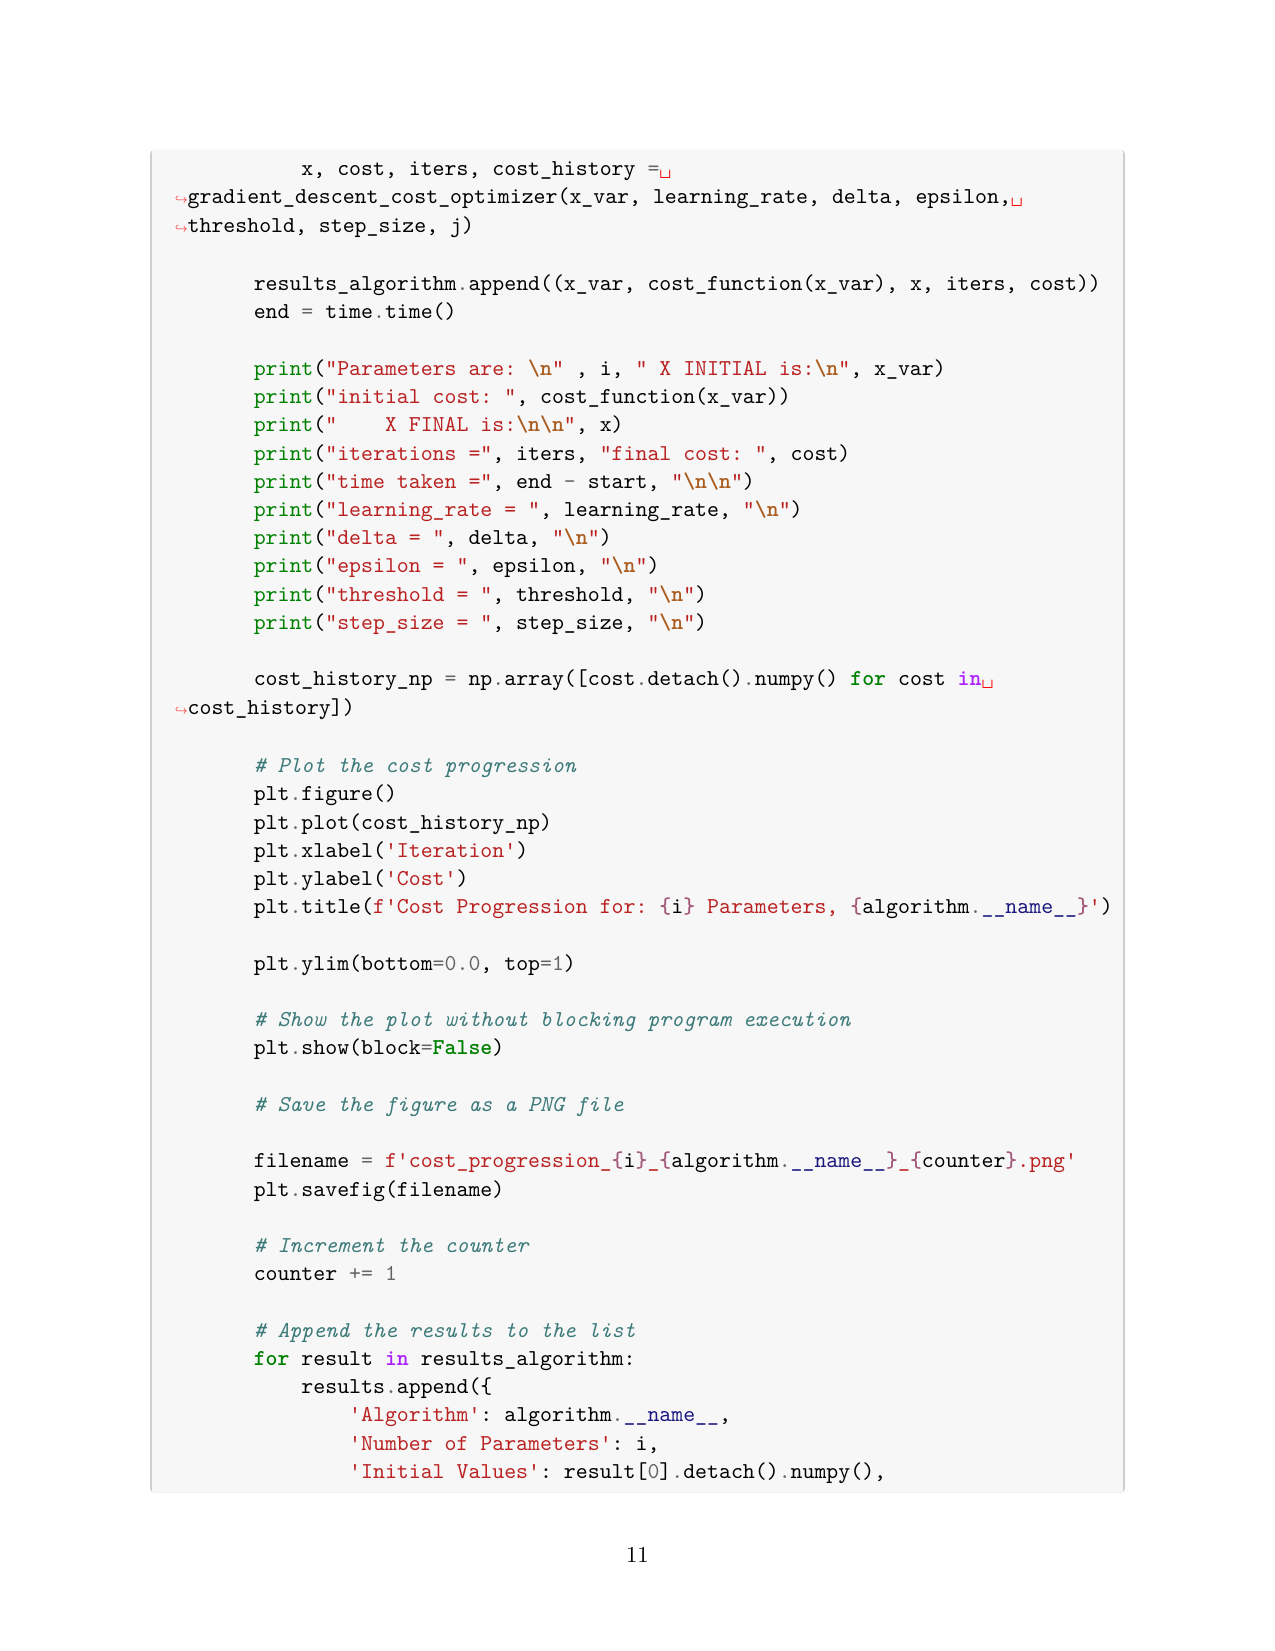 x, cost, iters, cost_history =␣
↪gradient_descent_cost_optimizer(x_var, learning_rate, delta, epsilon,␣
↪threshold, step_size, j)
results_algorithm.append((x_var, cost_function(x_var), x, iters, cost))
end = time.time()
print("Parameters are: \n" , i, " X INITIAL is:\n", x_var)
print("initial cost: ", cost_function(x_var))
print("    X FINAL is:\n\n", x)
print("iterations =", iters, "final cost: ", cost)
print("time taken =", end - start, "\n\n")
print("learning_rate = ", learning_rate, "\n")
print("delta = ", delta, "\n")
print("epsilon = ", epsilon, "\n")
print("threshold = ", threshold, "\n")
print("step_size = ", step_size, "\n")
cost_history_np = np.array([cost.detach().numpy() for cost in␣
↪cost_history])
# Plot the cost progression
plt.figure()
plt.plot(cost_history_np)
plt.xlabel('Iteration')
plt.ylabel('Cost')
plt.title(f'Cost Progression for: {i} Parameters, {algorithm.__name__}')
plt.ylim(bottom=0.0, top=1)
# Show the plot without blocking program execution
plt.show(block=False)
# Save the figure as a PNG file
filename = f'cost_progression_{i}_{algorithm.__name__}_{counter}.png'
plt.savefig(filename)
# Increment the counter
counter += 1
# Append the results to the list
for result in results_algorithm:
results.append({
'Algorithm': algorithm.__name__,
'Number of Parameters': i,
'Initial Values': result[0].detach().numpy(),
11